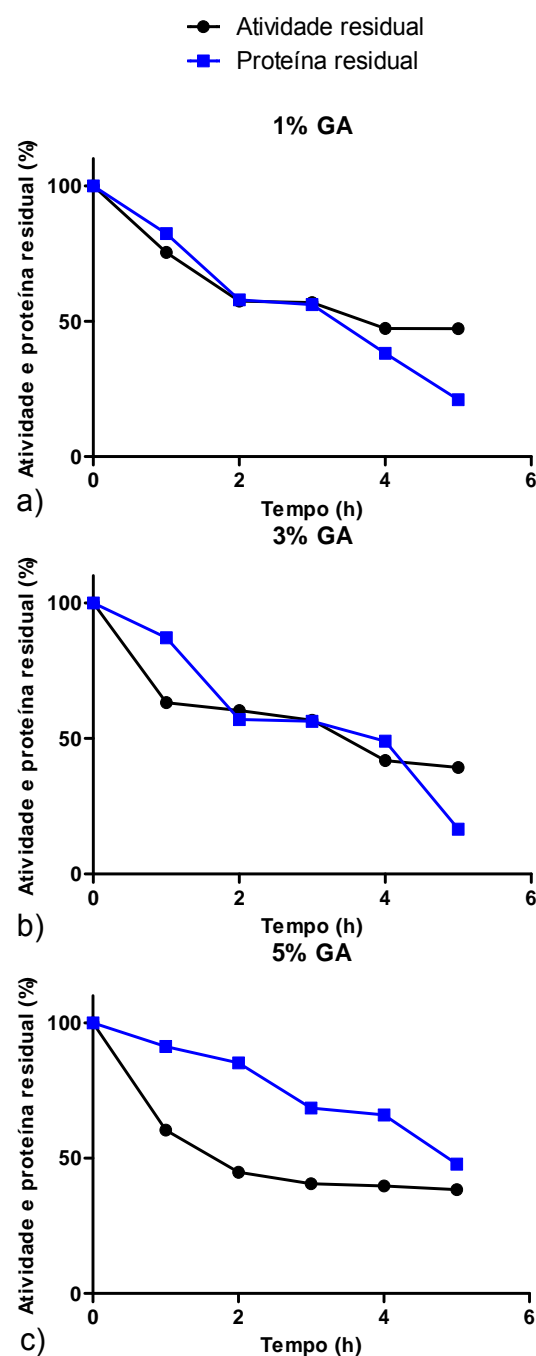 Atividade residual
Proteína residual
1% GA
Atividade e proteína residual (%)
100
50
0
0 2 4 6
Tempo (h)
a)
3% GA
Atividade e proteína residual (%)
100
50
0
0 2 4 6
Tempo (h)
b)
5% GA
Atividade e proteína residual (%)
100
50
0
0 2 4 6
Tempo (h)
c)